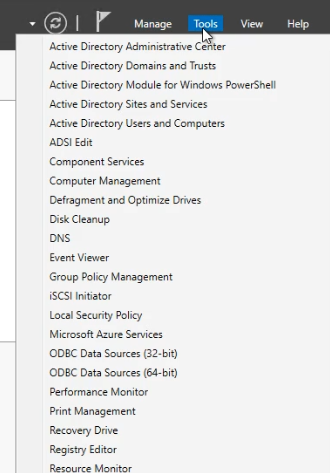 Manage Tools View Help
Active Directory Administrative Center
Active Directory Domains and Trusts
Active Directory Module for Windows PowerShell
Active Directory Sites and Services
Active Directory Users and Computers
ADSI Edit
Component Services
Computer Management
Defragment and Optimize Drives
Disk Cleanup
DNS
Event Viewer
Group Policy Management
iSCSI Initiator
Local Security Policy
Microsoft Azure Services
ODBC Data Sources (32-bit)
ODBC Data Sources (64-bit)
Performance Monitor
Print Management
Recovery Drive
Registry Editor
Resource Monitor